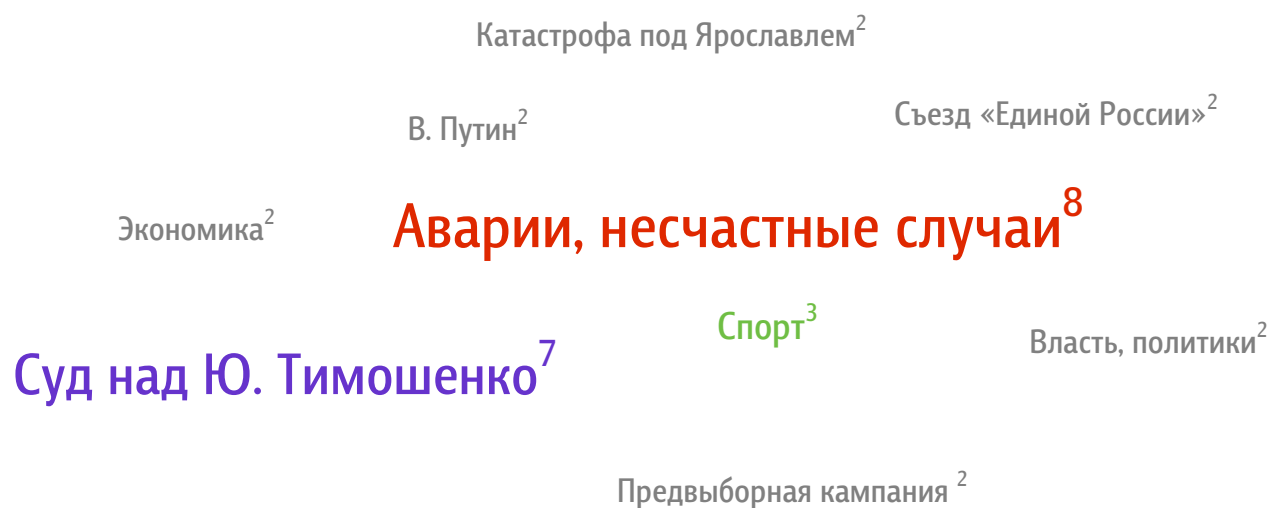 Катастрофа под Ярославлем²
В. Путин²
Съезд «Единой России»²
Экономика²
Аварии, несчастные случаи⁸
Спорт³
Власть, политики²
Суд над Ю. Тимошенко⁷
Предвыборная кампания ²